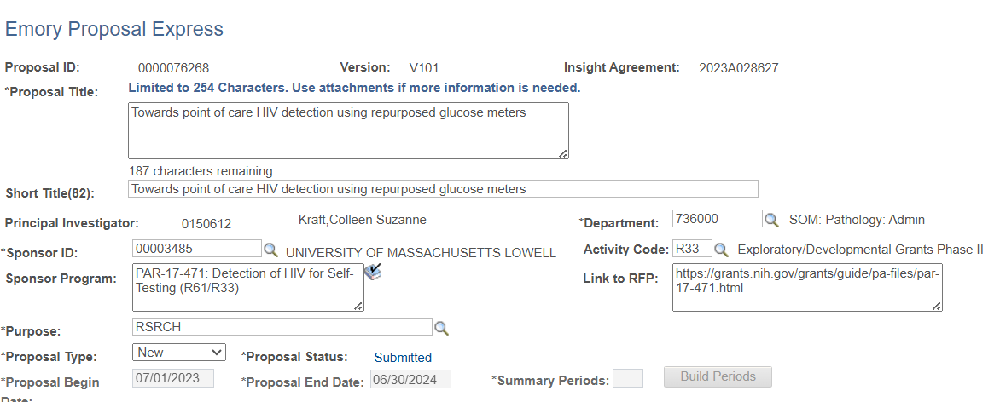 Emory Proposal Express
Proposal ID: 0000076268 Version: V101 Insight Agreement: 2023A028627
*Proposal Title: Limited to 254 Characters. Use attachments if more information is needed.
Towards point of care HIV detection using repurposed glucose meters
187 characters remaining
Short Title(82): Towards point of care HIV detection using repurposed glucose meters
Principal Investigator: 0150612 Kraft,Colleen Suzanne *Department: 736000 SOM: Pathology: Admin
*Sponsor ID: 00003485 UNIVERSITY OF MASSACHUSETTS LOWELL Activity Code: R33 Exploratory/Developmental Grants Phase II
Sponsor Program: PAR-17-471: Detection of HIV for Self- Link to RFP: https://grants.nih.gov/grants/guide/pa-files/par-
Testing (R61/R33) 17-471.html
*Purpose: RSRCH
*Proposal Type: New *Proposal Status: Submitted
*Proposal Begin 07/01/2023 *Proposal End Date: 06/30/2024 *Summary Periods: Build Periods
Date: